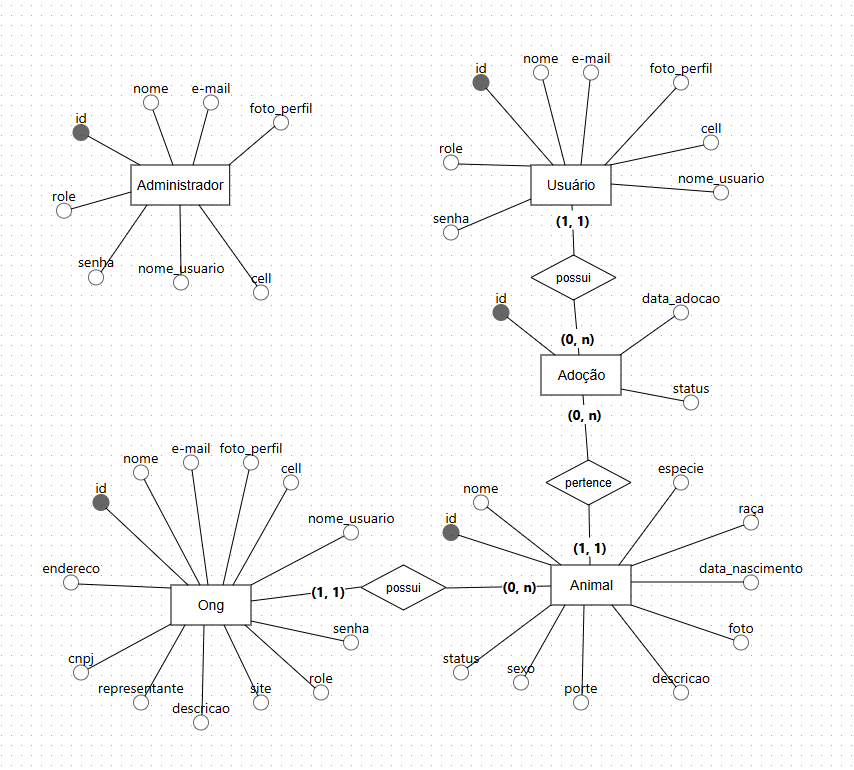 id
nome
e-mail
foto_perfil
Administrador
role
senha
nome_usuario
cell
id
nome
e-mail
foto_perfil
cell
role
Usuário
nome_usuario
senha
(1, 1)
possui
(0, n)
id
data_adocao
Adoção
status
(0, n)
pertence
(1, 1)
id
nome
e-mail
foto_perfil
cell
nome_usuario
endereco
Ong
(1, 1)
possui
(0, n)
senha
cnpj
representante
descricao
site
role
nome
id
especie
raça
data_nascimento
Animal
foto
status
sexo
porte
descricao